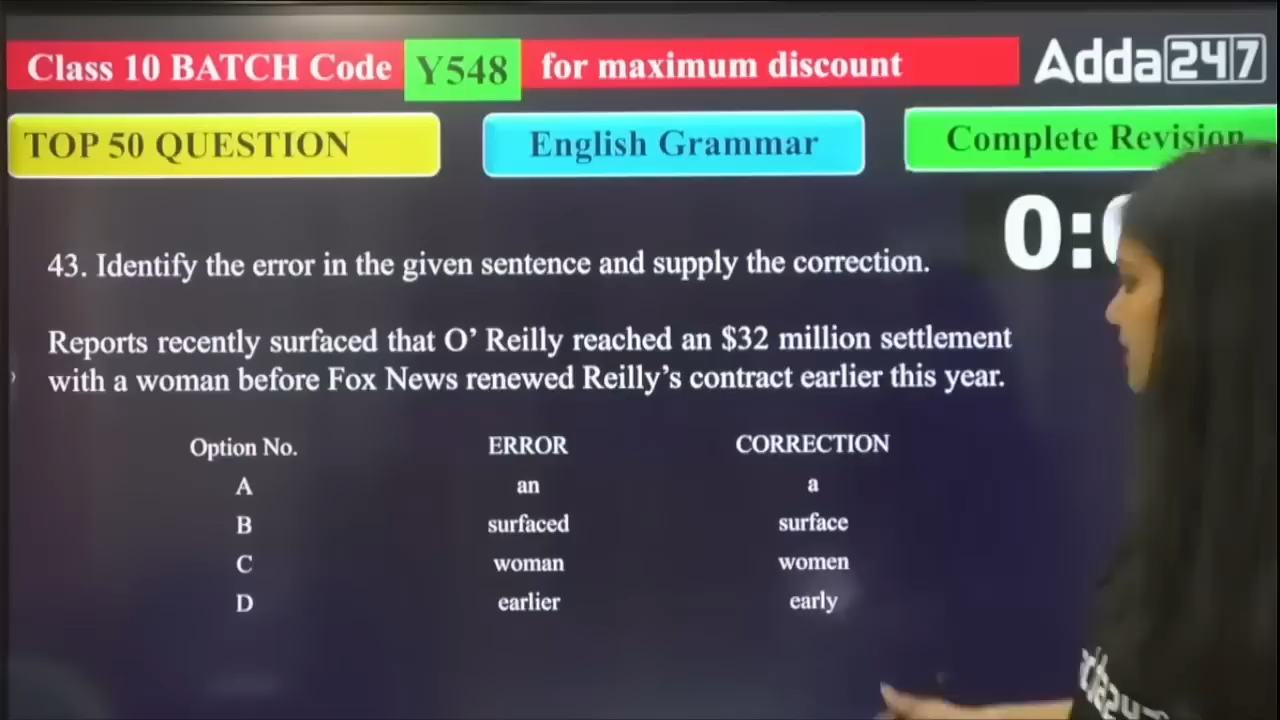 Class 10 BATCH Code Y548 for maximum discount
Adda247
TOP 50 QUESTION
English Grammar
Complete Revision
43. Identify the error in the given sentence and supply the correction.
Reports recently surfaced that O’ Reilly reached an $32 million settlement
with a woman before Fox News renewed Reilly’s contract earlier this year.
Option No. ERROR CORRECTION
A an a
B surfaced surface
C woman women
D earlier early